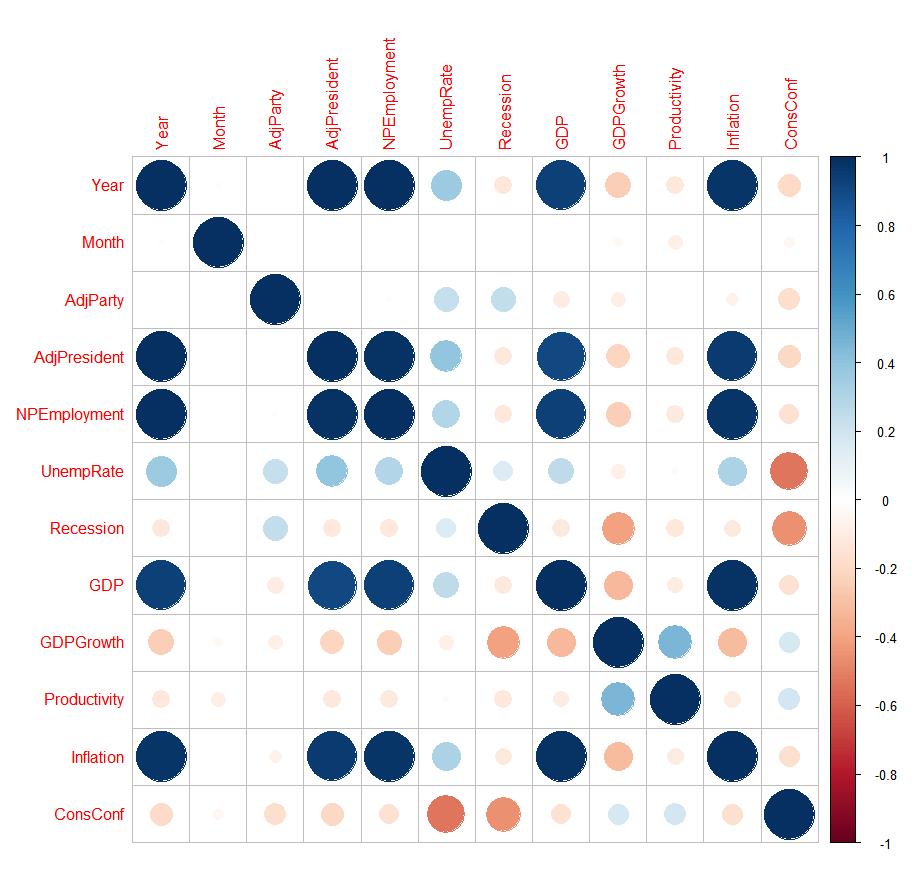 Year
Month
AdjParty
AdjPresident
NPEmployment
UnempRate
Recession
GDP
GDPGrowth
Productivity
Inflation
ConsConf
Year
Month
AdjParty
AdjPresident
NPEmployment
UnempRate
Recession
GDP
GDPGrowth
Productivity
Inflation
ConsConf
1
0.8
0.6
0.4
0.2
0
-0.2
-0.4
-0.6
-0.8
-1